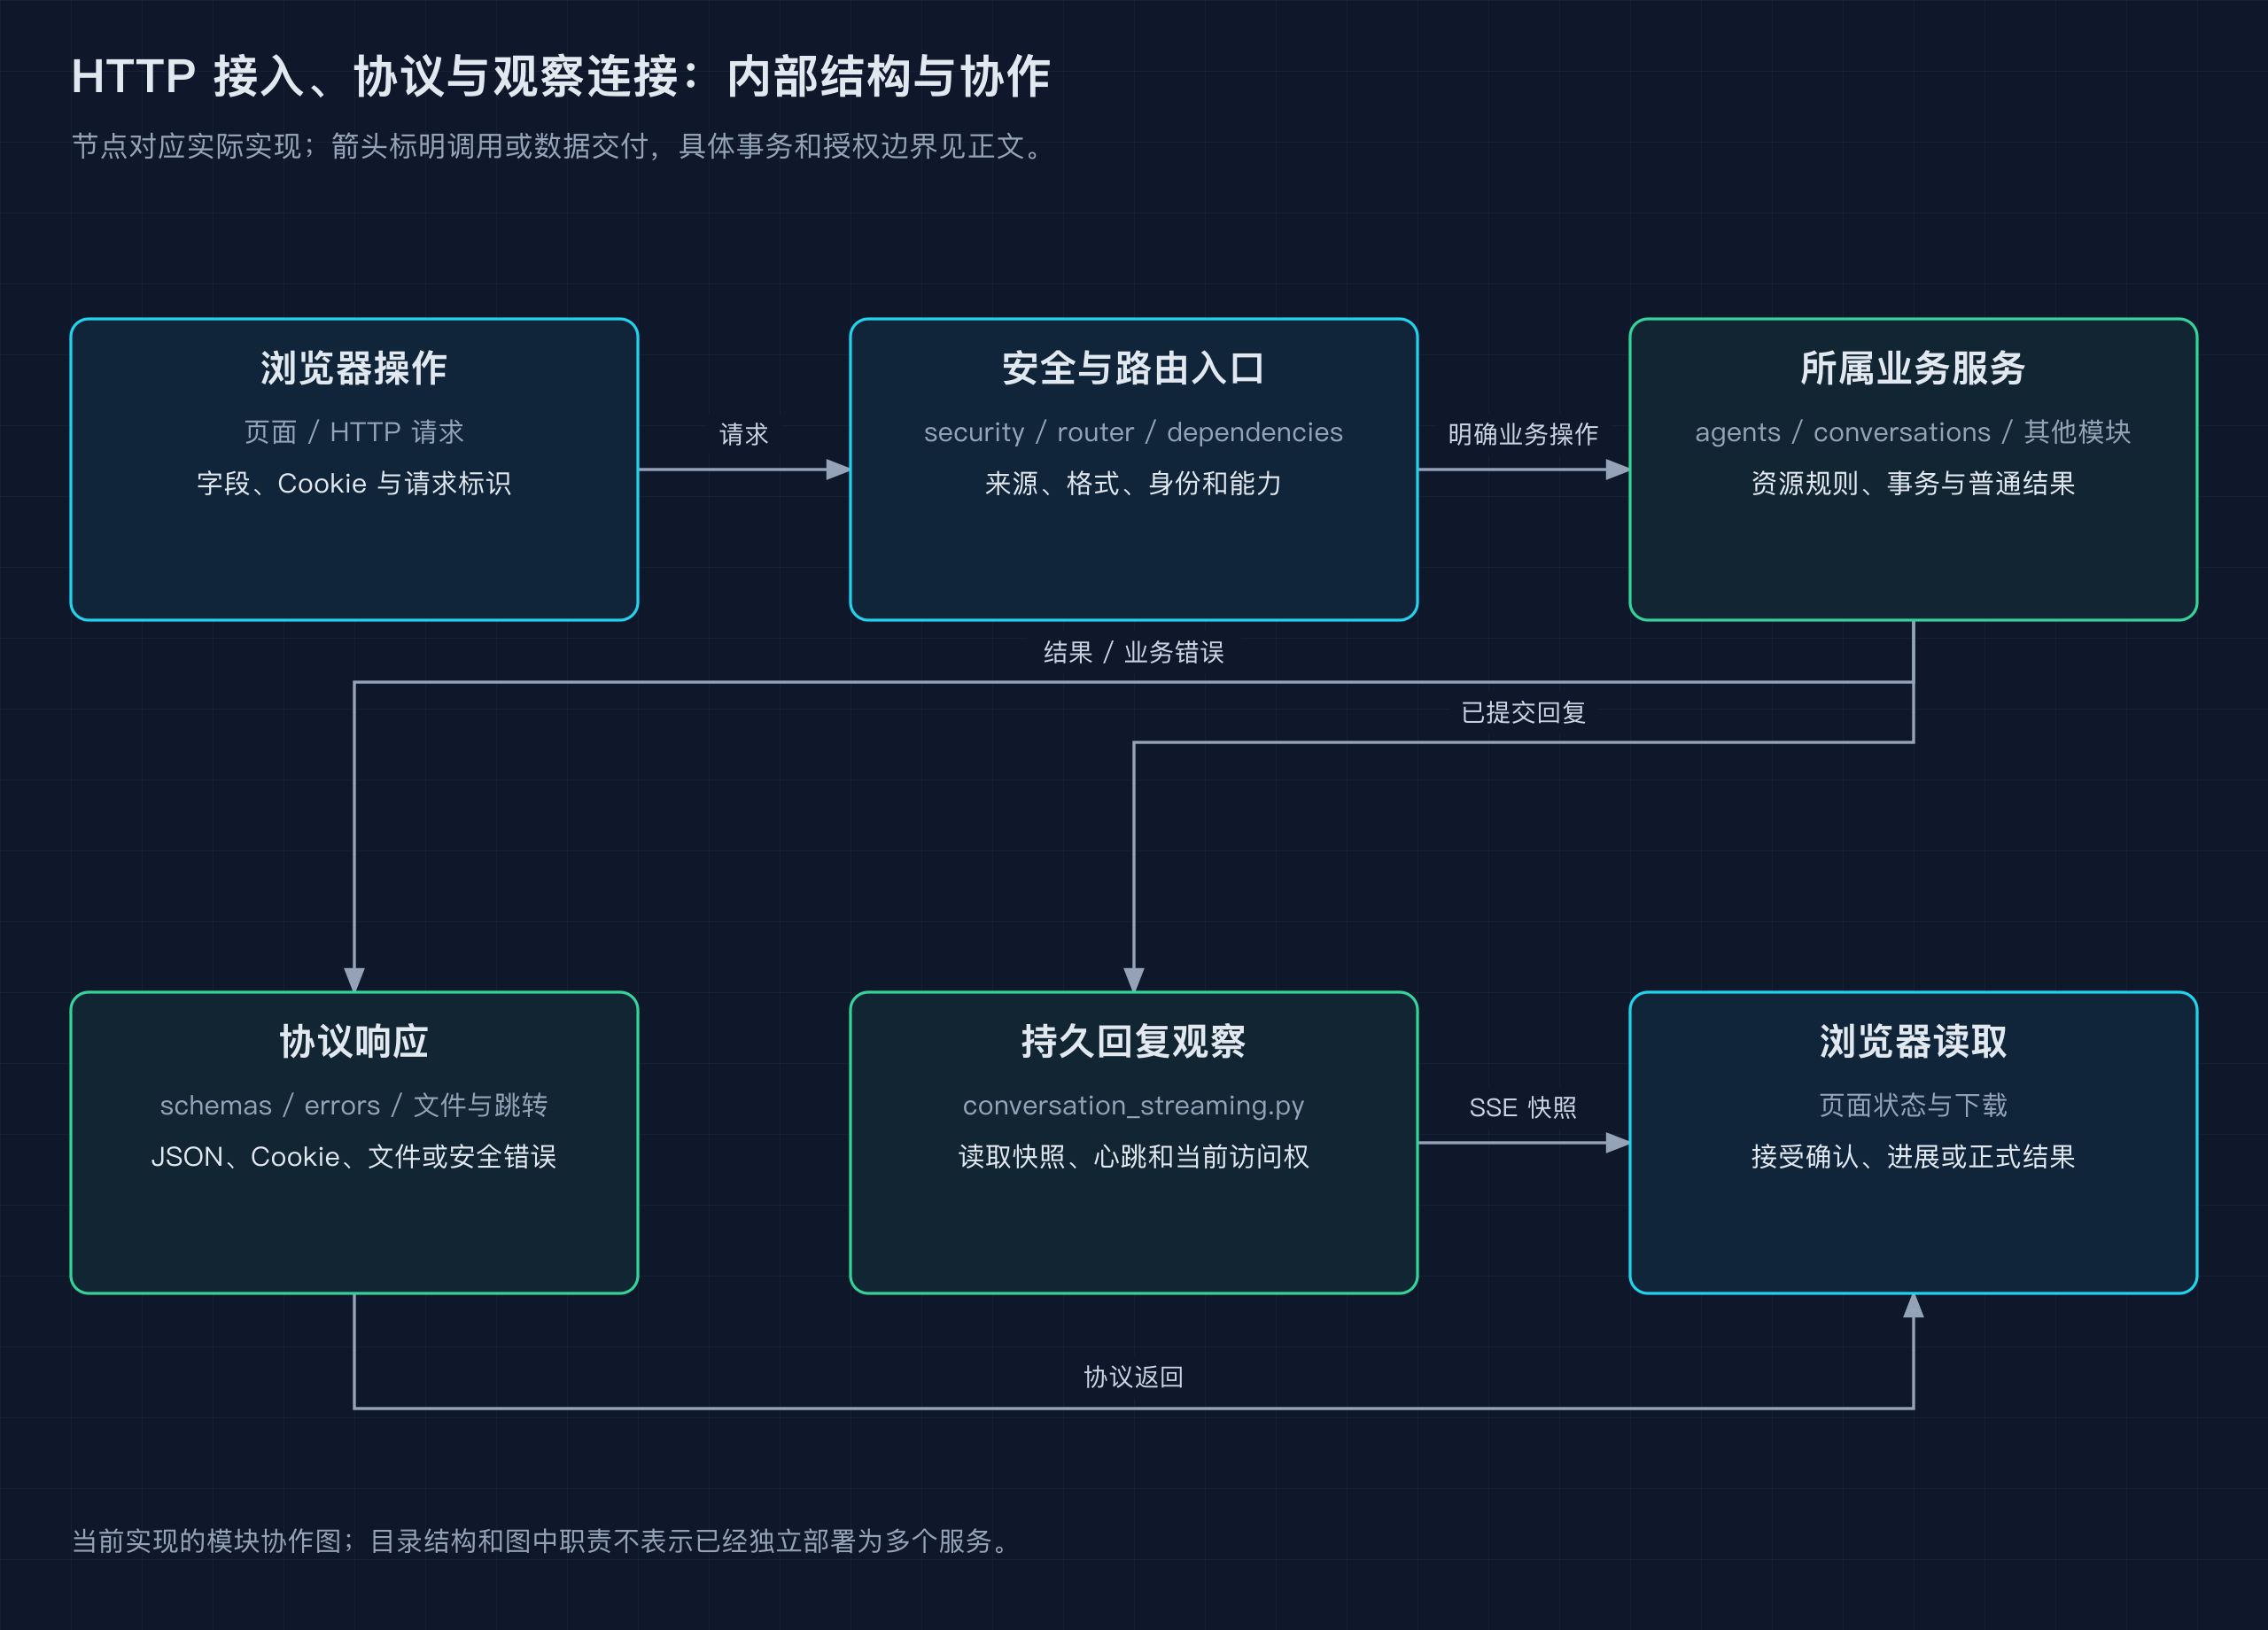 HTTP 接入、协议与观察连接：内部结构与协作
节点对应实际实现；箭头标明调用或数据交付，具体事务和授权边界见正文。
浏览器操作
页面 / HTTP 请求
字段、Cookie 与请求标识
请求
安全与路由入口
security / router / dependencies
来源、格式、身份和能力
明确业务操作
所属业务服务
agents / conversations / 其他模块
资源规则、事务与普通结果
结果 / 业务错误
已提交回复
协议响应
schemas / errors / 文件与跳转
JSON、Cookie、文件或安全错误
持久回复观察
conversation_streaming.py
读取快照、心跳和当前访问权
SSE 快照
浏览器读取
页面状态与下载
接受确认、进展或正式结果
协议返回
当前实现的模块协作图；目录结构和图中职责不表示已经独立部署为多个服务。